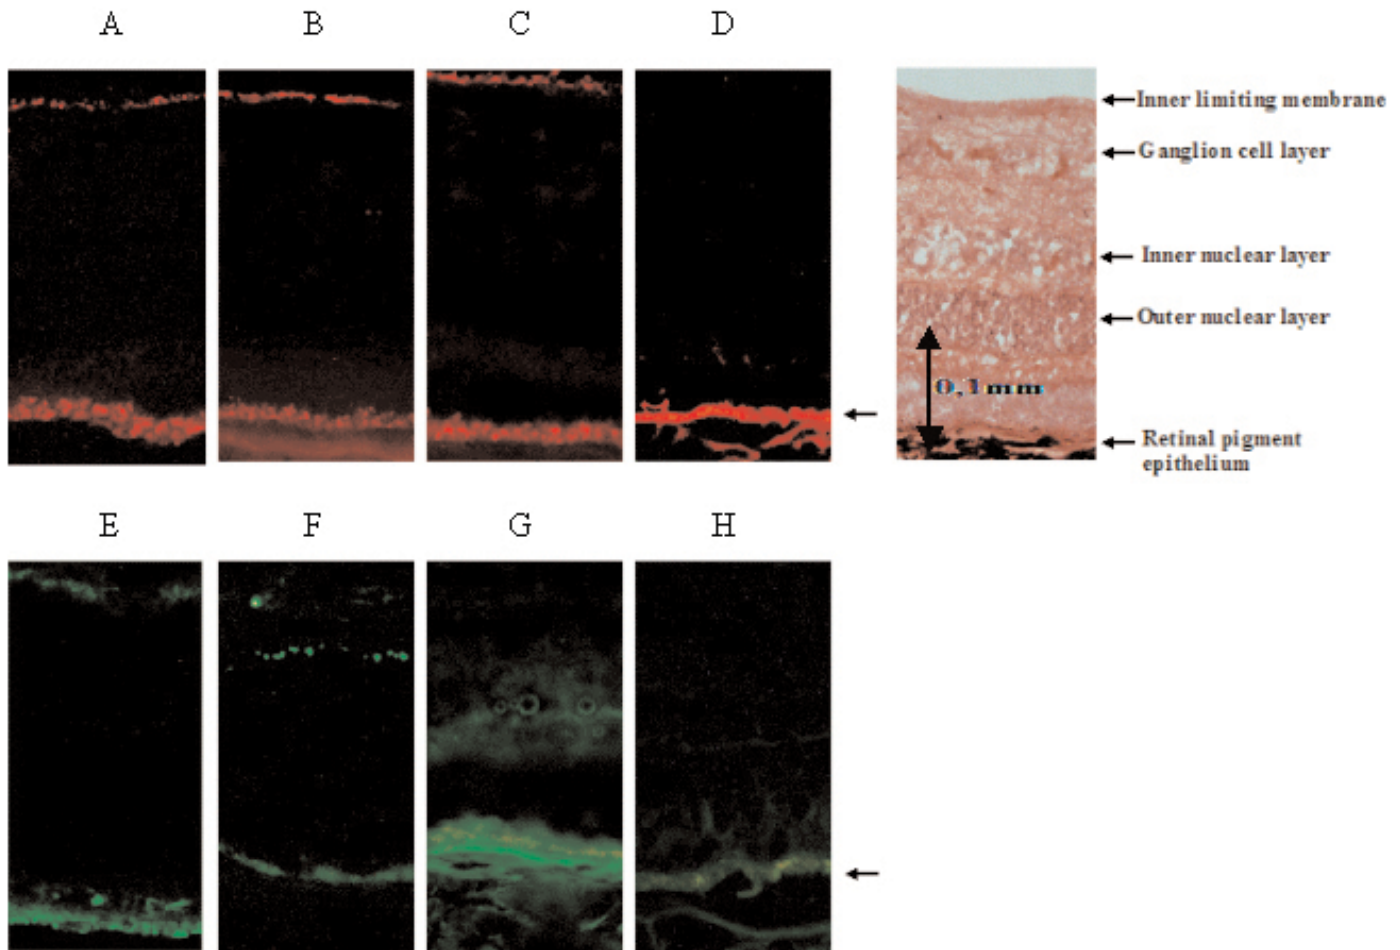 A B C D
Inner limiting membrane
Ganglion cell layer
Inner nuclear layer
Outer nuclear layer
0,1 mm
Retinal pigment
epithelium
E F G H